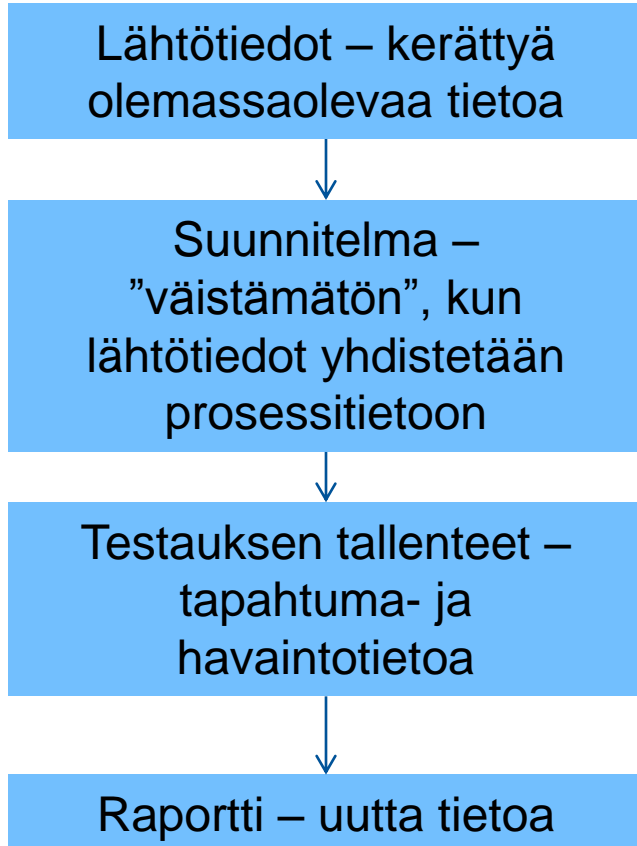 Lähtötiedot – kerättyä
olemassaolevaa tietoa
Suunnitelma –
”väistämätön”, kun
lähtötiedot yhdistetään
prosessitietoon
Testauksen tallenteet –
tapahtuma- ja
havaintotietoa
Raportti – uutta tietoa